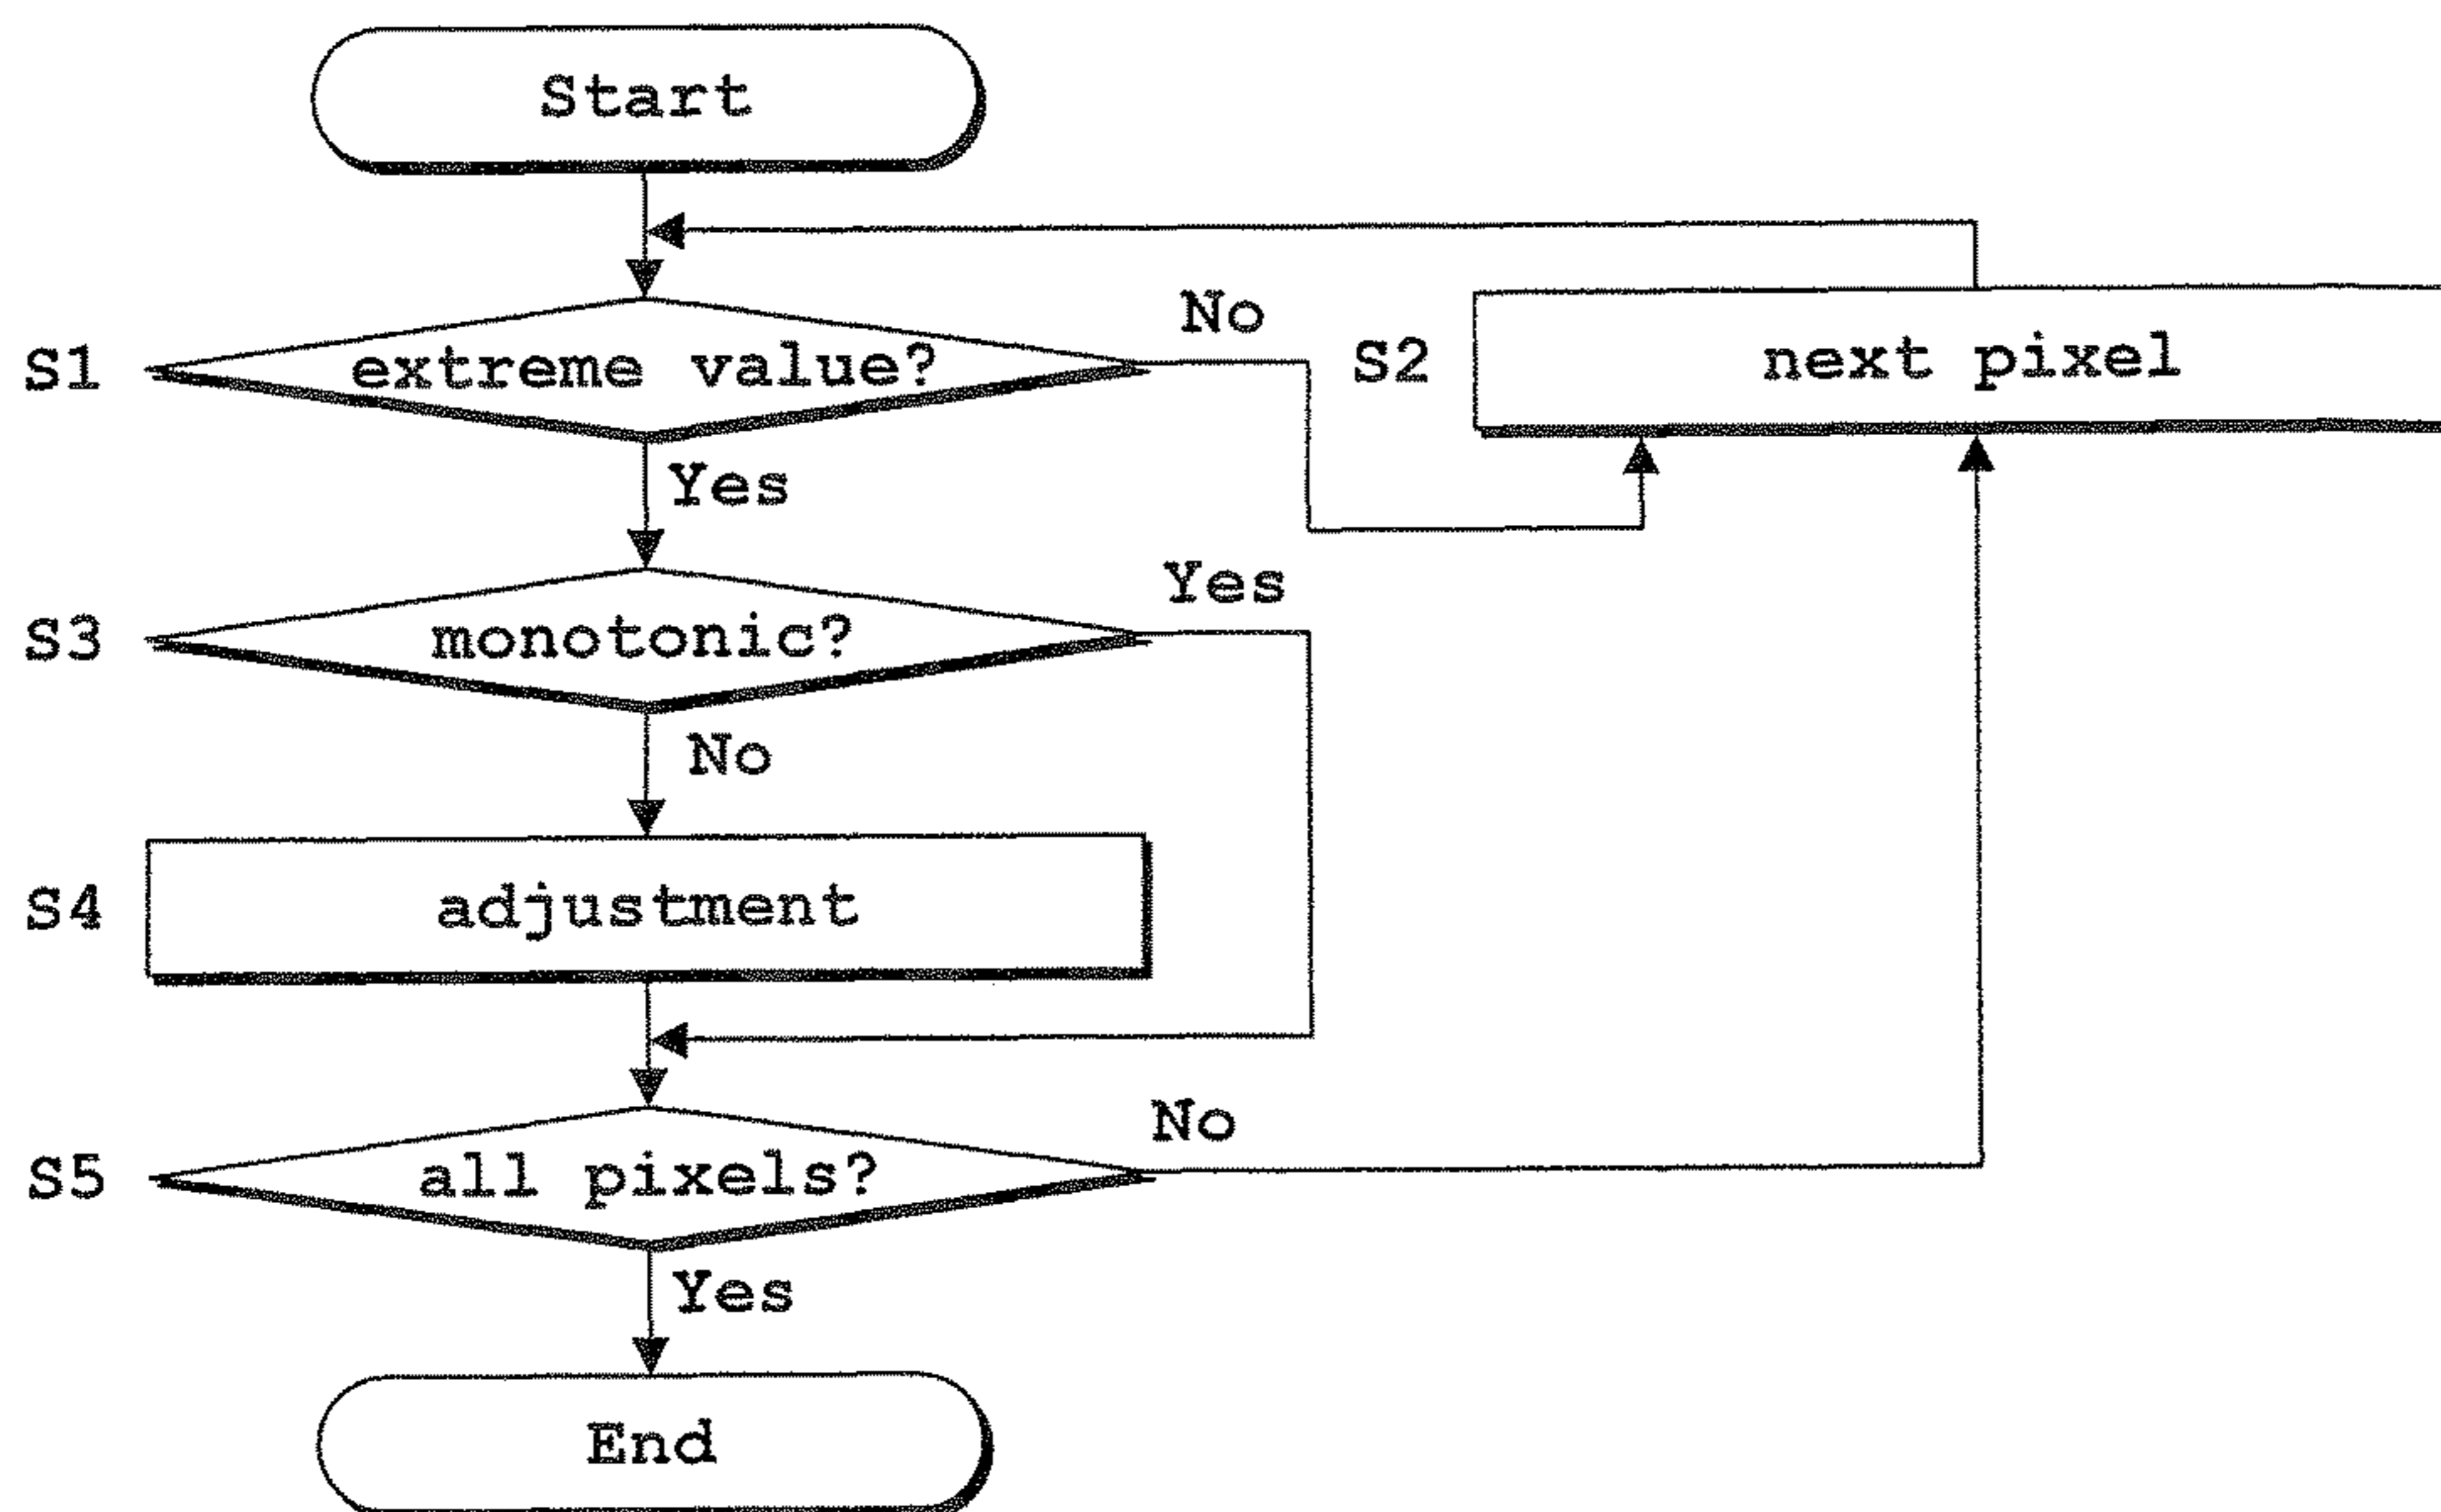 Start
No
S1 extreme value?
S2 next pixel
Yes
Yes
S3 monotonic?
No
S4 adjustment
No
S5 all pixels?
Yes
End